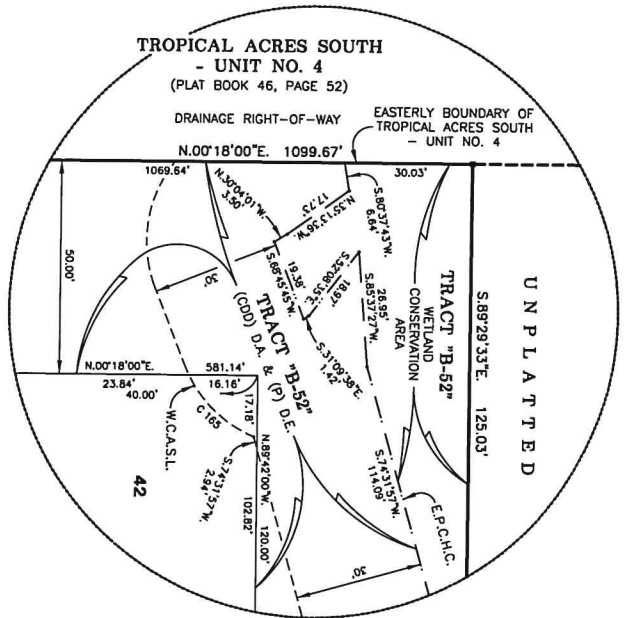 TROPICAL ACRES SOUTH
- UNIT NO. 4
(PLAT BOOK 46, PAGE 52)
DRAINAGE RIGHT-OF-WAY
EASTERLY BOUNDARY OF
TROPICAL ACRES SOUTH
- UNIT NO. 4
N.00°18'00"E. 1099.67'
1069.64'
30.03'
N.30°04'01"W.
3.50'
N.35°13'36"W.
17.73'
S.80°37'43"W.
6.64'
50.00'
30'
S.68°45'45"W.
19.38'
S.52°08'35"E.
18.97'
S.85°37'27"W.
26.95'
TRACT "B-52"
WETLAND
CONSERVATION
AREA
S.89°29'33"E. 125.03'
UNPLATTED
TRACT "B-52"
(CDD) D.A. & (P) D.E.
S.31°09'38"E.
1.42'
N.00°18'00"E. 581.14'
23.84' 16.16'
40.00'
17.18'
W.C.A.S.L.
C 165
S.74°31'57"W.
2.94'
N.89°42'00"W. 120.00'
102.82'
42
S.74°31'57"W.
114.09'
E.P.C.H.C.
30'